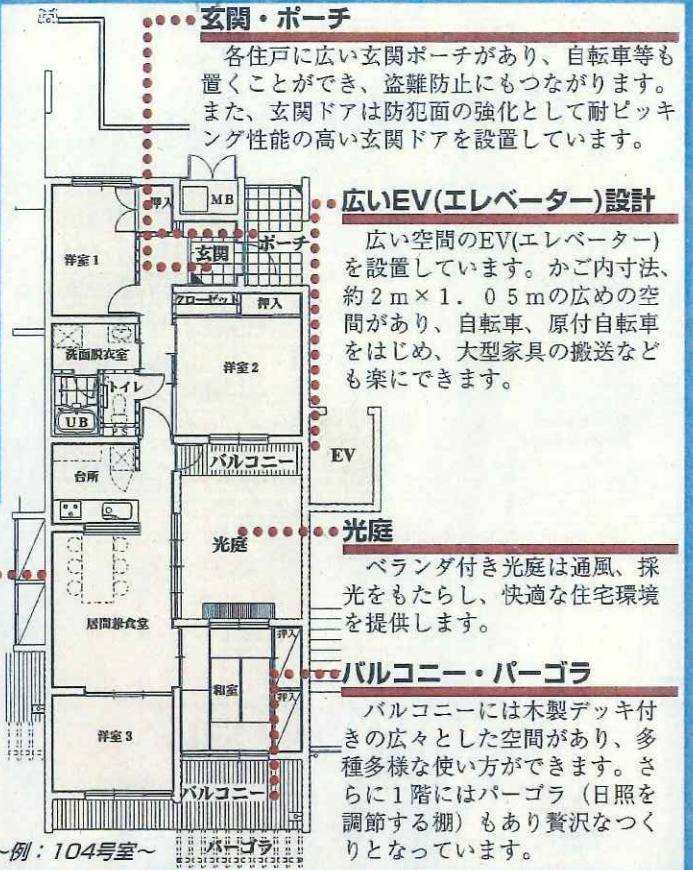 玄関・ポーチ
各住戸に広い玄関ポーチがあり、自転車等も
置くことができ、盗難防止にもつながります。
また、玄関ドアは防犯面の強化として耐ピッキ
ング性能の高い玄関ドアを設置しています。
広いEV(エレベーター)設計
広い空間のEV(エレベーター)
を設置しています。かご内寸法、
約2m×1.05mの広めの空
間があり、自転車、原付自転車
をはじめ、大型家具の搬送など
も楽にできます。
光庭
ベランダ付き光庭は通風、採
光をもたらし、快適な住宅環境
を提供します。
バルコニー・パーゴラ
バルコニーには木製デッキ付
きの広々とした空間があり、多
種多様な使い方ができます。さ
らに1階にはパーゴラ(日照を
調節する棚)もあり贅沢なつく
りとなっています。
押入
MB
洋室1
玄関
ポーチ
クローゼット
押入
洗面脱衣室
トイレ
洋室2
UB
PS
台所
バルコニー
EV
光庭
居間兼食堂
押入
和室
押入
洋室3
バルコニー
パーゴラ
~例:104号室~